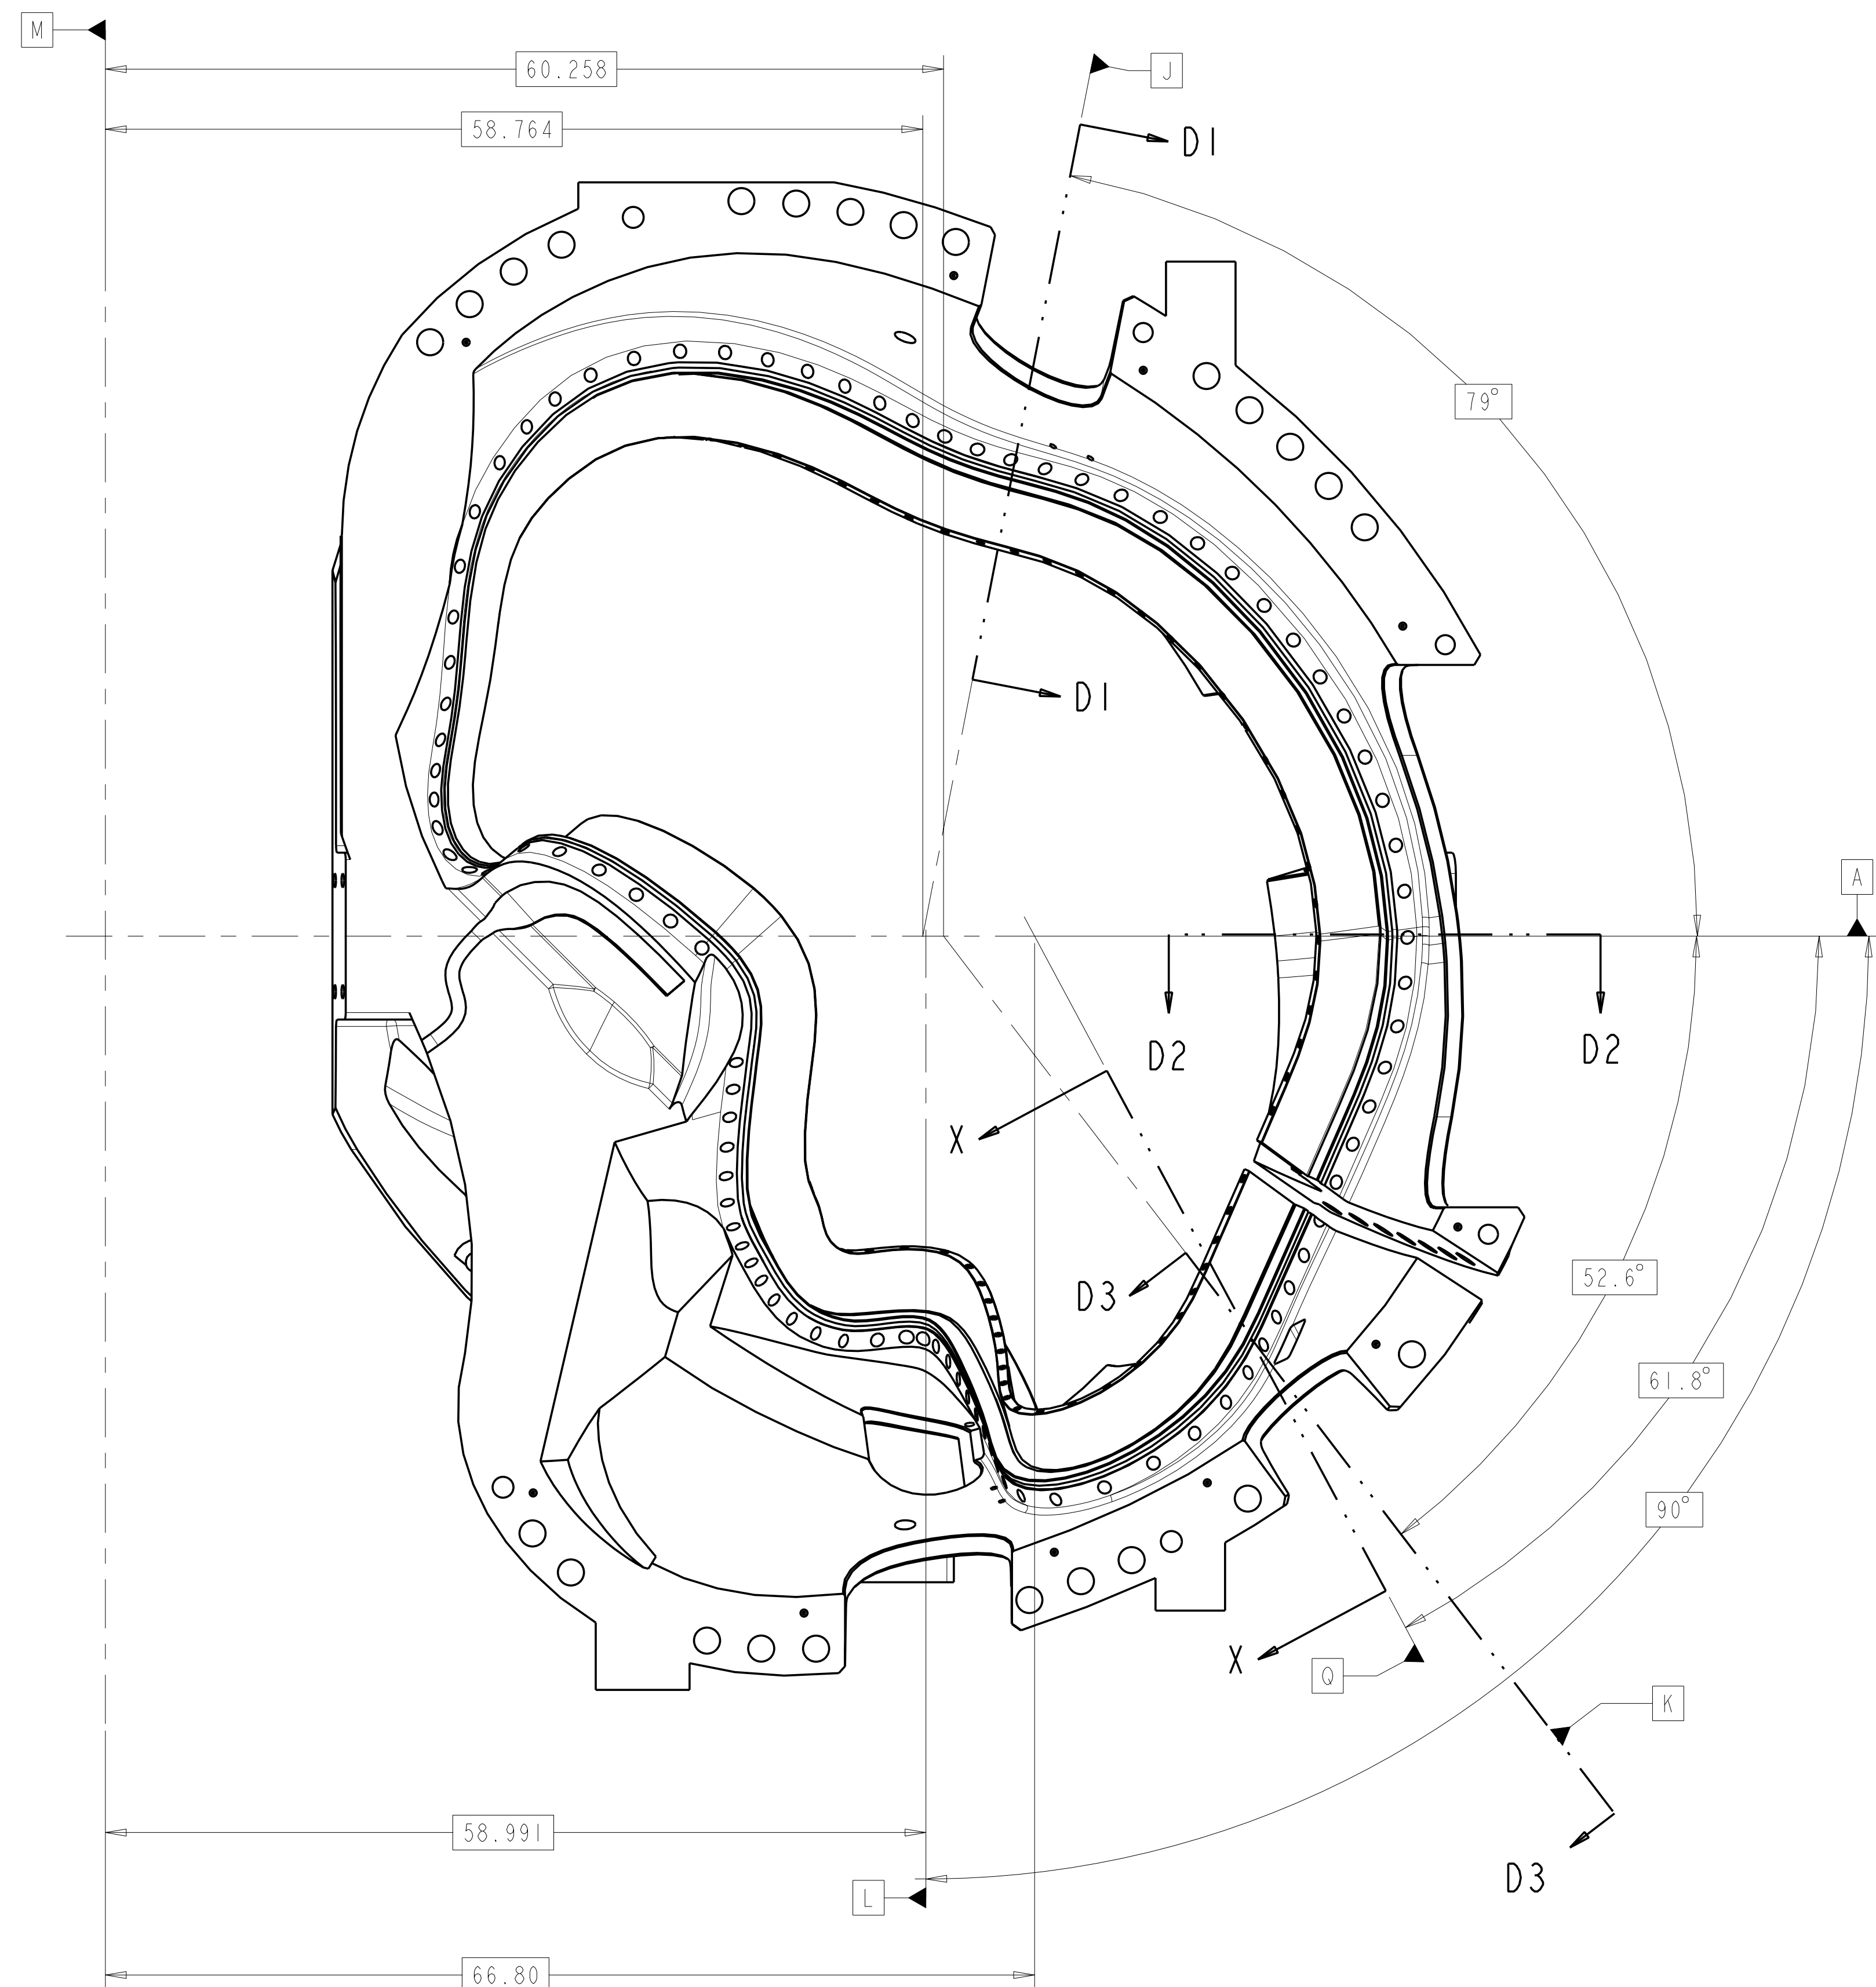 M
60.258
J
58.764
D1
79°
D1
A
D2
D2
X
D3
52.6°
61.8°
90°
X
Q
K
58.991
D3
L
66.80